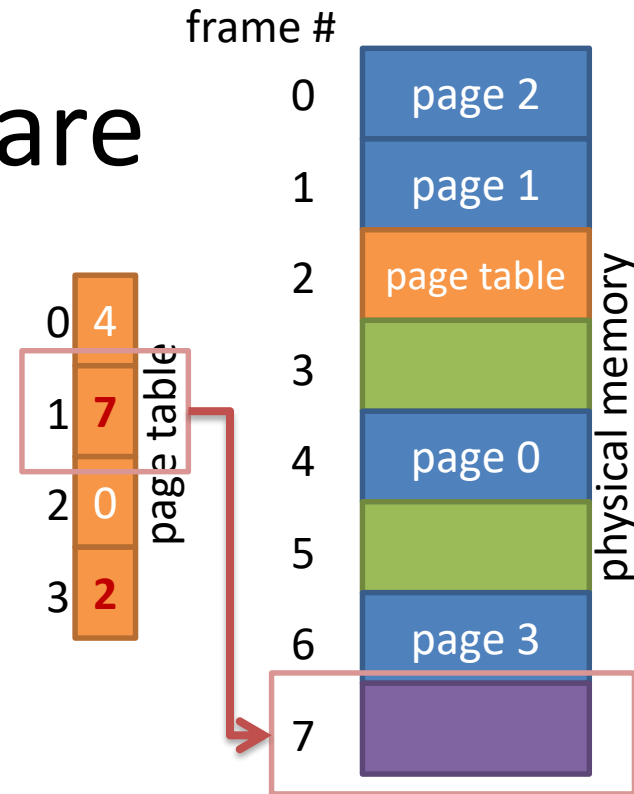 frame #
are
0 page 2
1 page 1
2 page table
3
4 page 0
5
6 page 3
7
physical memory
0 4
1 7
2 0
3 2
page table